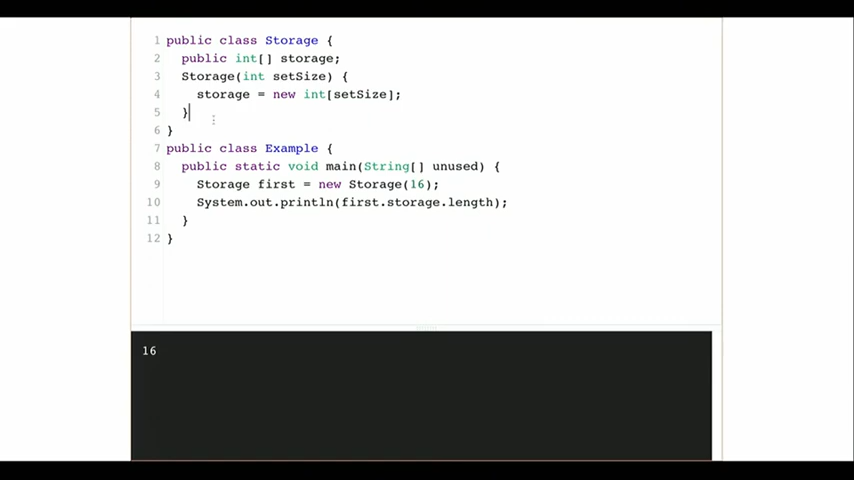 1 public class Storage {
2 public int[] storage;
3 Storage(int setSize) {
4 storage = new int[setSize];
5 }
6 }
7 public class Example {
8 public static void main(String[] unused) {
9 Storage first = new Storage(16);
10 System.out.println(first.storage.length);
11 }
12 }
16